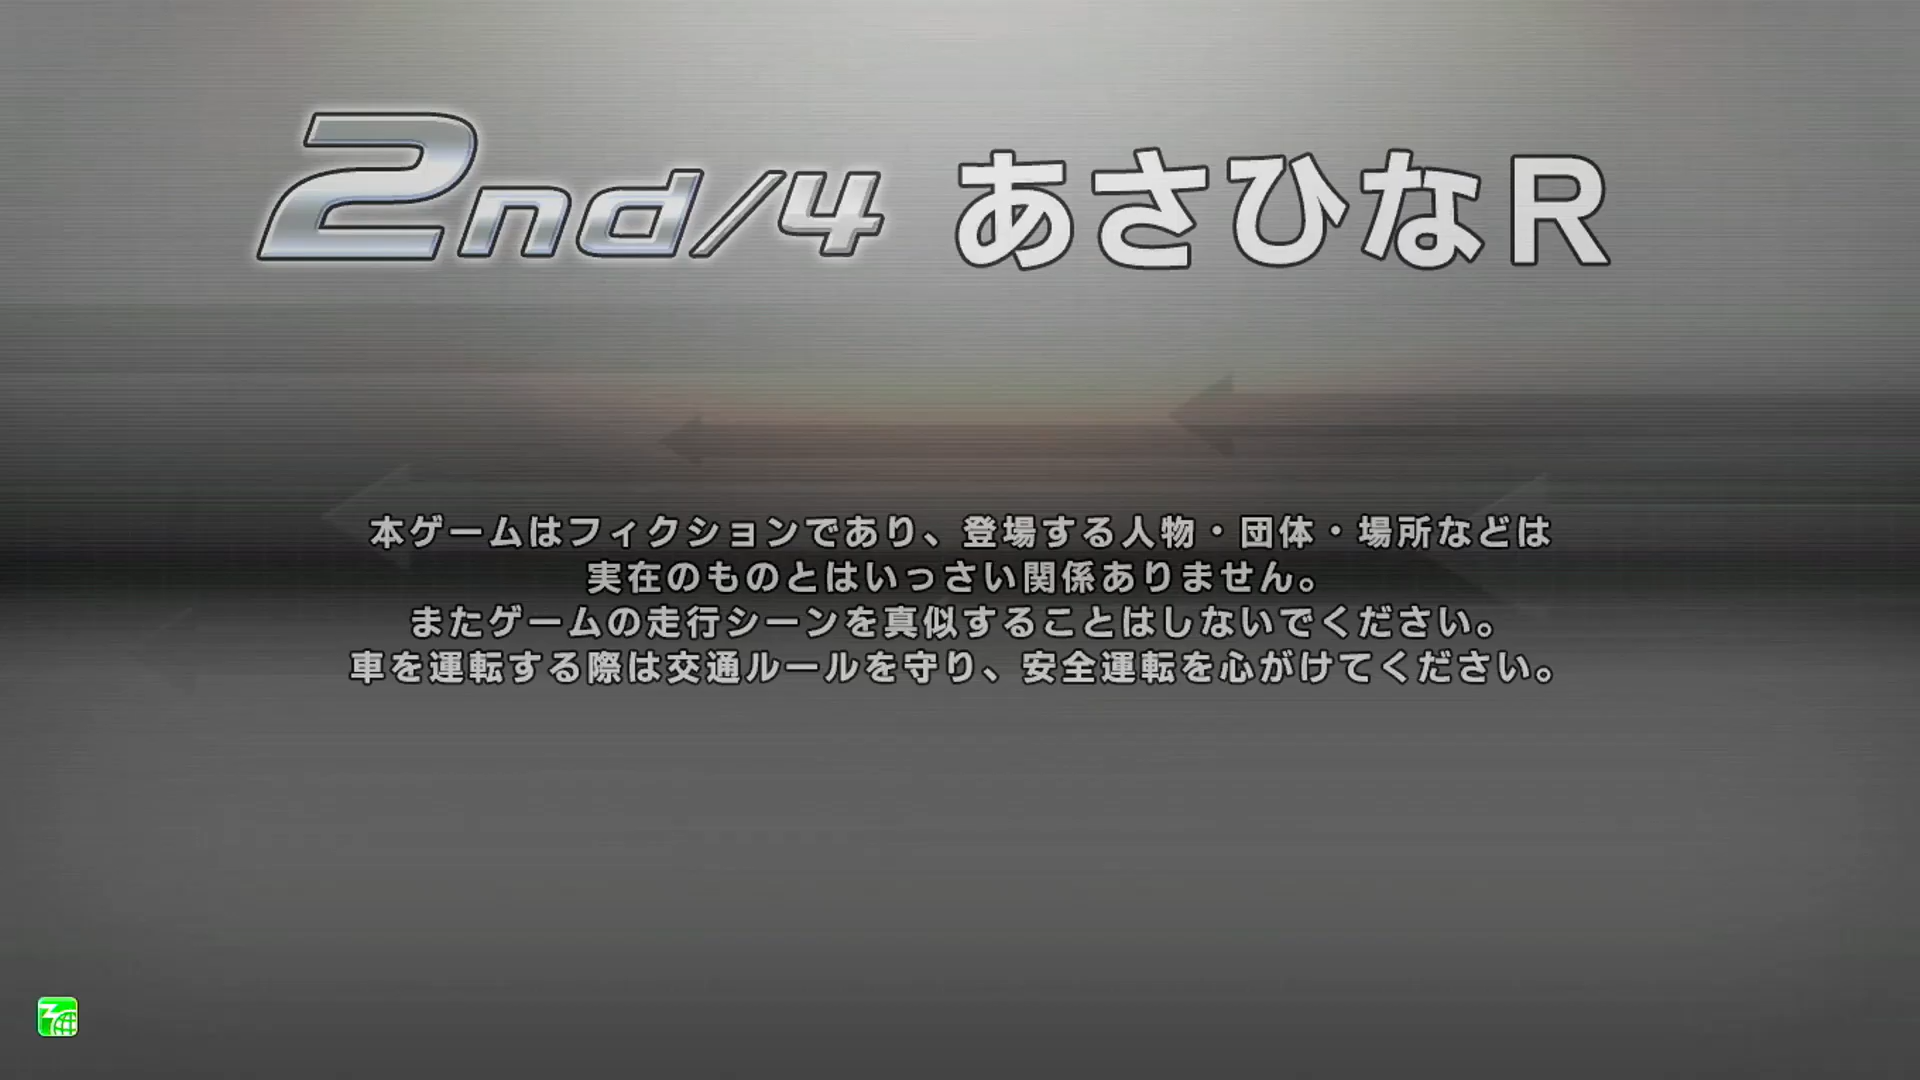 2nd/4 あさひなR
本ゲームはフィクションであり、登場する人物・団体・場所などは
実在のものとはいっさい関係ありません。
またゲームの走行シーンを真似することはしないでください。
車を運転する際は交通ルールを守り、安全運転を心がけてください。